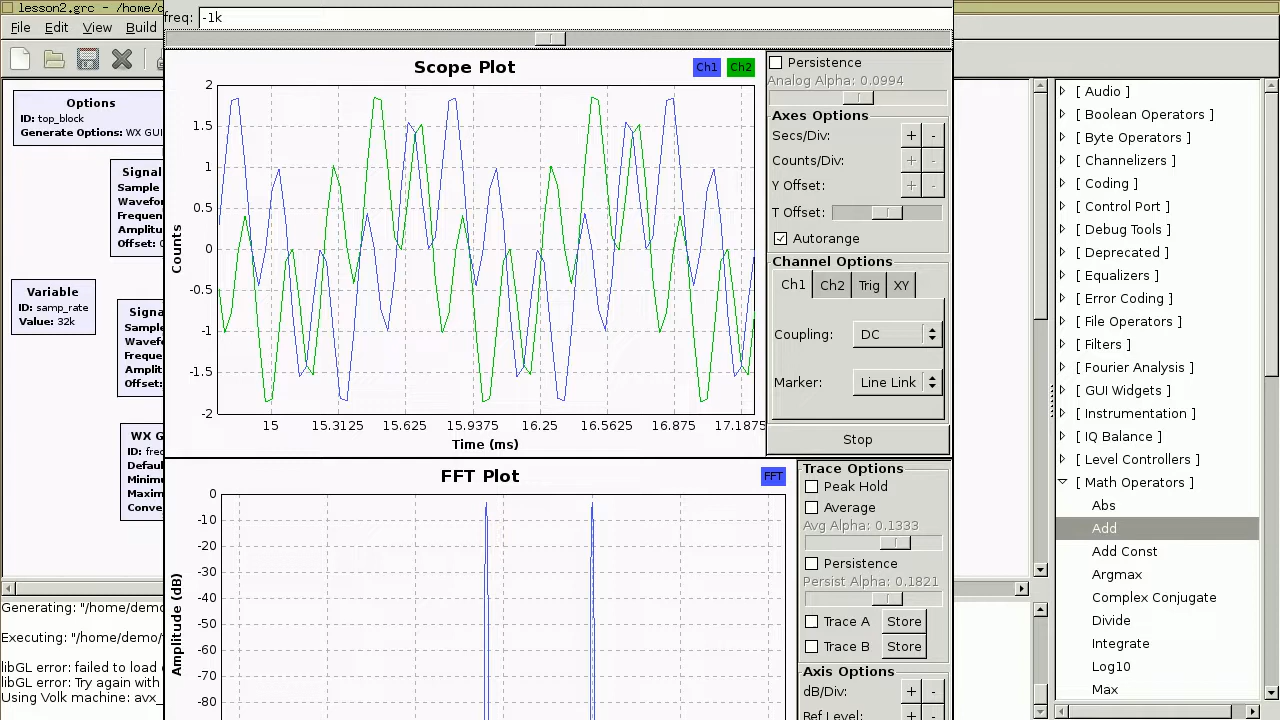 lesson2.grc - /home/d
File Edit View Build
Options
ID: top_block
Generate Options: WX GUI
Signal
Sample
Wavefor
Frequen
Amplitu
Offset:
Variable
ID: samp_rate
Value: 32k
Signa
Sample
Wavefo
Freque
Amplit
Offset:
WX G
ID: fred
Defaul
Minim
Maxim
Conve
Generating: "/home/demo
Executing: "/home/demo/
libGL error: failed to load
libGL error: Try again with
Using Volk machine: avx_
freq: -1k
Scope Plot
Ch1 Ch2
2
1.5
1
0.5
0
-0.5
-1
-1.5
-2
Counts
15 15.3125 15.625 15.9375 16.25 16.5625 16.875 17.1875
Time (ms)
Persistence
Analog Alpha: 0.0994
Axes Options
Secs/Div: + -
Counts/Div: + -
Y Offset: + -
T Offset:
Autorange
Channel Options
Ch1 Ch2 Trig XY
Coupling: DC
Marker: Line Link
Stop
FFT Plot
FFT
0
-10
-20
-30
-40
-50
-60
-70
-80
Amplitude (dB)
Trace Options
Peak Hold
Average
Avg Alpha: 0.1333
Persistence
Persist Alpha: 0.1821
Trace A Store
Trace B Store
Axis Options
dB/Div: + -
Ref Level: + -
[ Audio ]
[ Boolean Operators ]
[ Byte Operators ]
[ Channelizers ]
[ Coding ]
[ Control Port ]
[ Debug Tools ]
[ Deprecated ]
[ Equalizers ]
[ Error Coding ]
[ File Operators ]
[ Filters ]
[ Fourier Analysis ]
[ GUI Widgets ]
[ Instrumentation ]
[ IQ Balance ]
[ Level Controllers ]
[ Math Operators ]
Abs
Add
Add Const
Argmax
Complex Conjugate
Divide
Integrate
Log10
Max